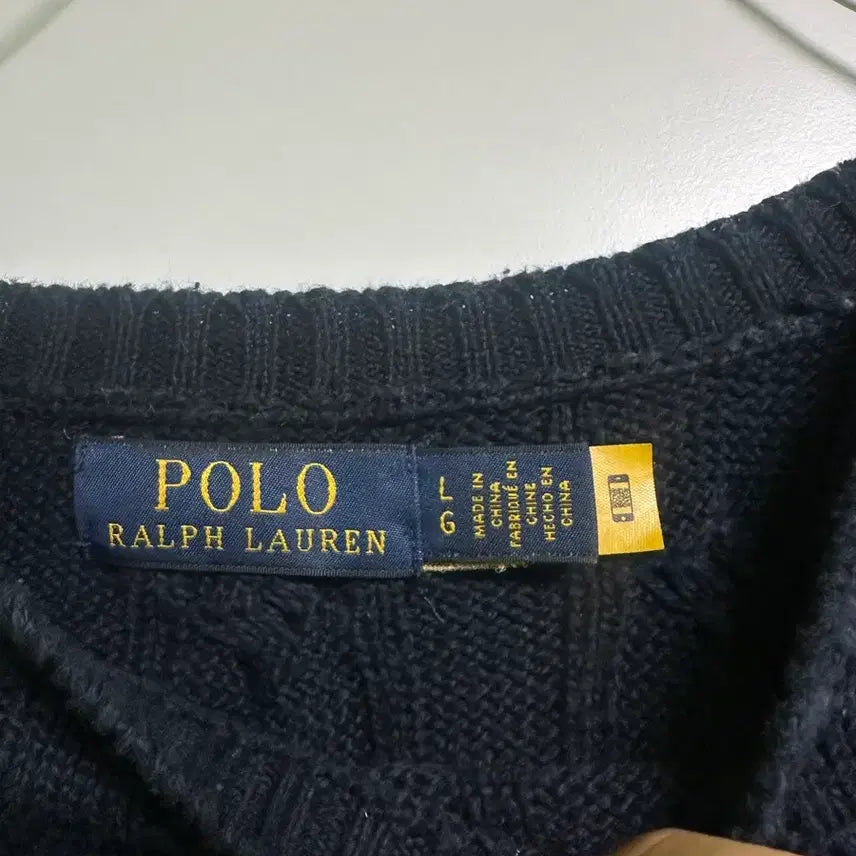 POLO
RALPH LAUREN
L
G
MADE IN
CHINA
FABRIQUÉ EN
CHINE
HECHO EN
CHINA